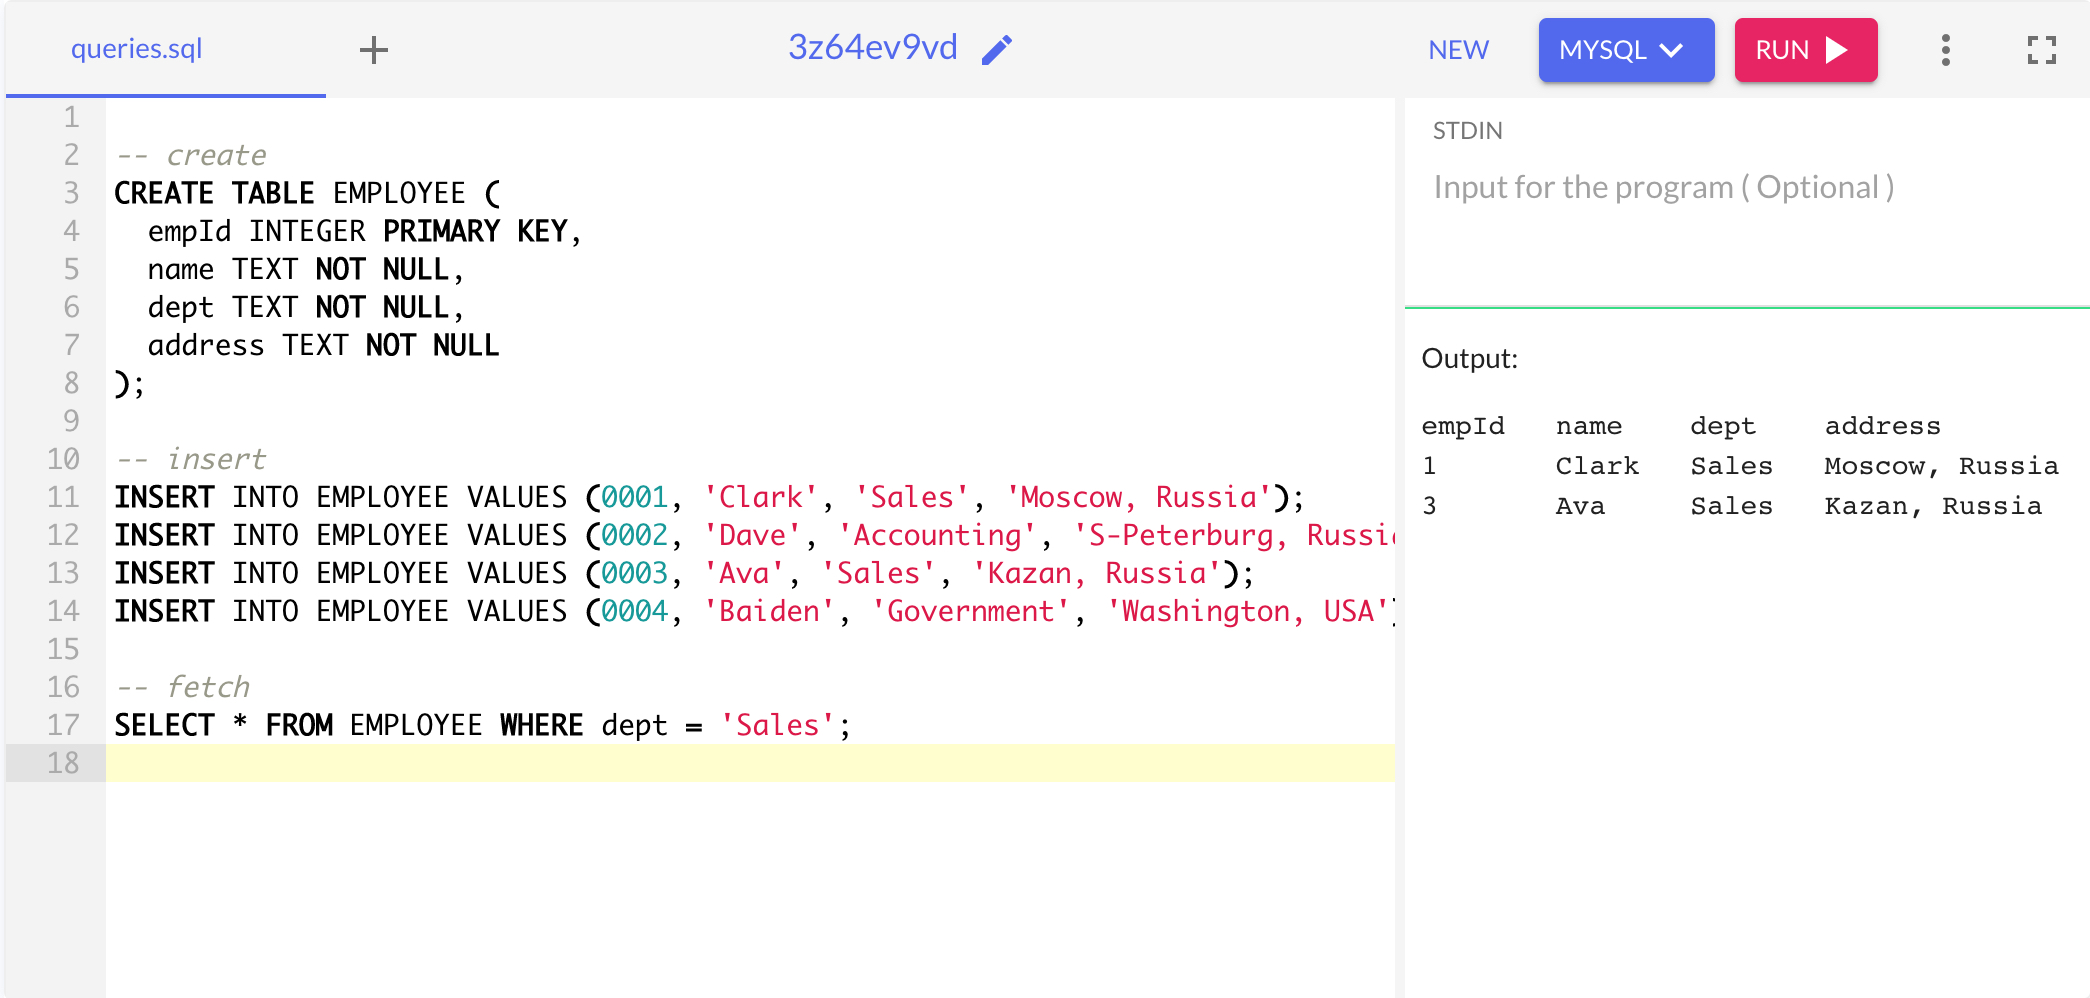 queries.sql + 3z64ev9vd NEW MYSQL RUN
1
2 -- create
3 CREATE TABLE EMPLOYEE (
4 empId INTEGER PRIMARY KEY,
5 name TEXT NOT NULL,
6 dept TEXT NOT NULL,
7 address TEXT NOT NULL
8 );
9
10 -- insert
11 INSERT INTO EMPLOYEE VALUES (0001, 'Clark', 'Sales', 'Moscow, Russia');
12 INSERT INTO EMPLOYEE VALUES (0002, 'Dave', 'Accounting', 'S-Peterburg, Russi
13 INSERT INTO EMPLOYEE VALUES (0003, 'Ava', 'Sales', 'Kazan, Russia');
14 INSERT INTO EMPLOYEE VALUES (0004, 'Baiden', 'Government', 'Washington, USA'
15
16 -- fetch
17 SELECT * FROM EMPLOYEE WHERE dept = 'Sales';
18
STDIN
Input for the program ( Optional )
Output:
empId name dept address
1 Clark Sales Moscow, Russia
3 Ava Sales Kazan, Russia